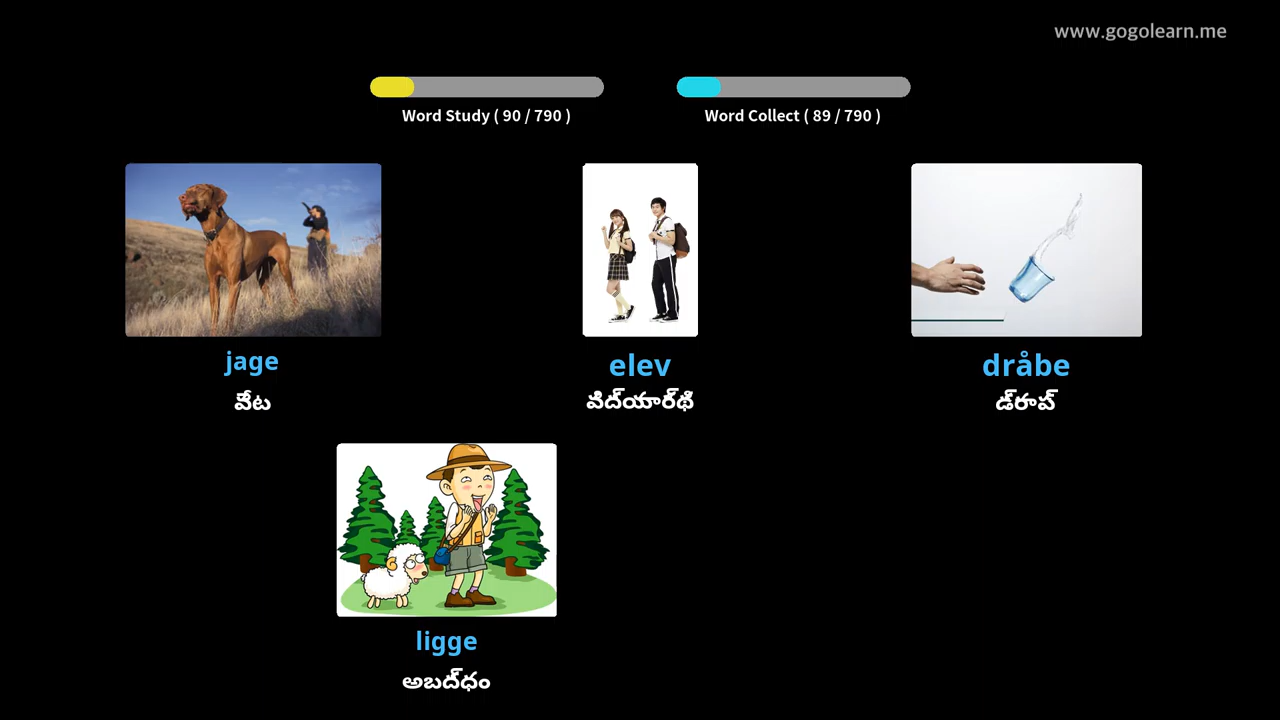 www.gogolearn.me
Word Study ( 90 / 790 )
Word Collect ( 89 / 790 )
jage
వేట
elev
విద్యార్థి
dråbe
డ్రాప్
ligge
అబద్ధం